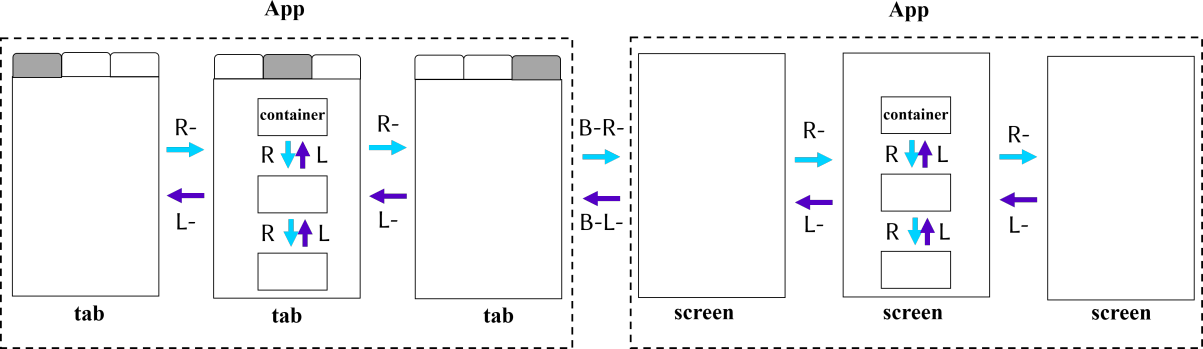 App
App
container
container
R-
R-
B-R-
R-
R-
R L
R L
L-
L-
B-L-
L-
L-
R L
R L
tab
tab
tab
screen
screen
screen